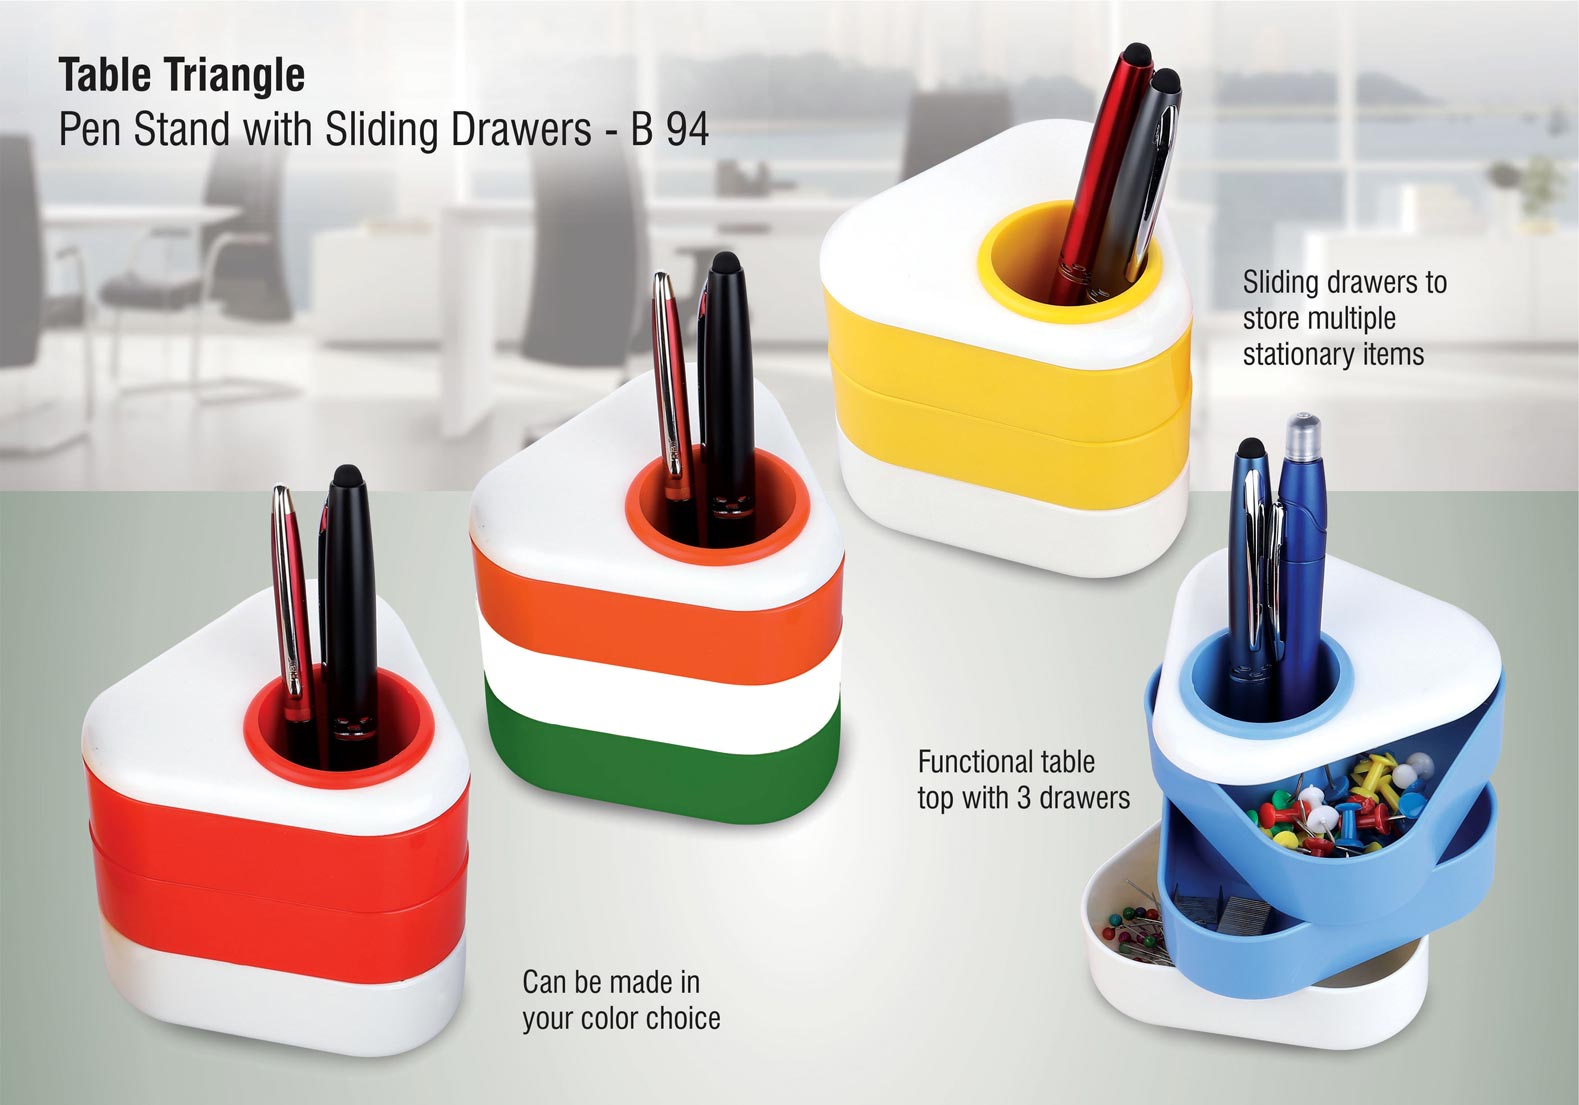 Table Triangle
Pen Stand with Sliding Drawers - B 94
Sliding drawers to
store multiple
stationary items
Functional table
top with 3 drawers
Can be made in
your color choice